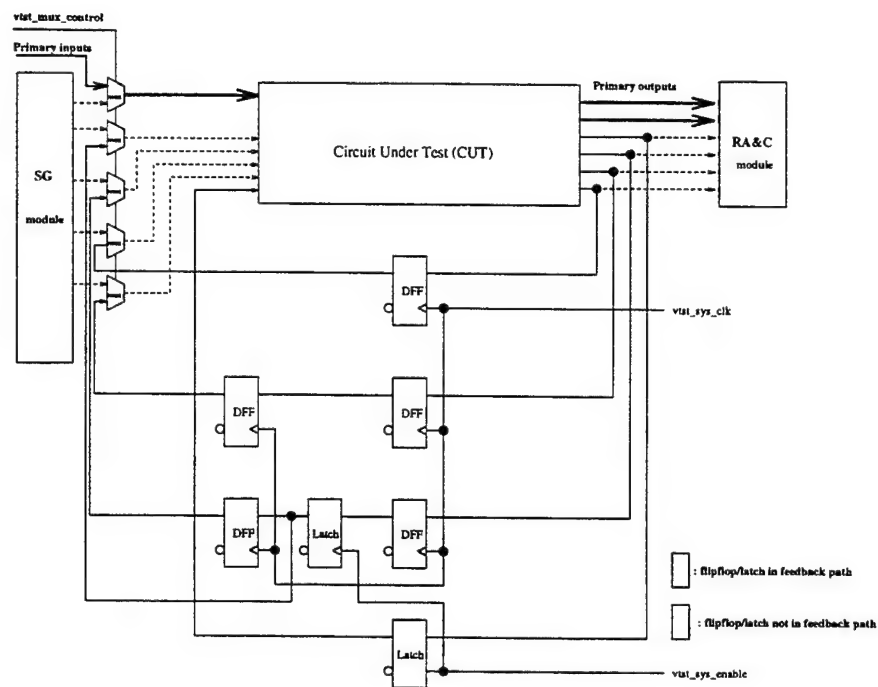 vtst_mux_control
Primary inputs
Primary outputs
SG
module
Circuit Under Test (CUT)
RA&C
module
DFF
vtst_sys_clk
DFF
DFF
DFF
Latch
DFF
: flipflop/latch in feedback path
: flipflop/latch not in feedback path
Latch
vtst_sys_enable